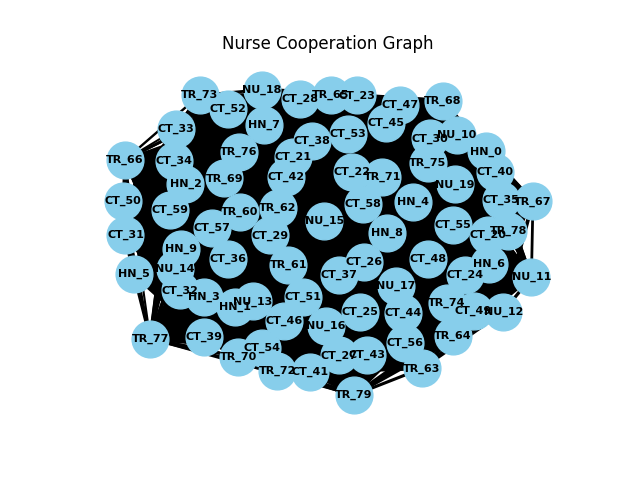 Nurse Cooperation Graph
TR_73
NU_18
CT_28
TR_65
CT_23
CT_47
TR_68
CT_52
CT_33
HN_7
CT_38
CT_53
CT_45
CT_30
NU_10
HN_0
TR_66
CT_34
TR_76
CT_21
TR_75
CT_40
HN_2
TR_69
CT_42
CT_22
TR_71
NU_19
CT_50
CT_59
TR_60
TR_62
CT_58
HN_4
CT_35
TR_67
CT_31
CT_57
CT_29
NU_15
HN_8
CT_55
CT_20
TR_78
HN_9
CT_36
HN_5
NU_14
TR_61
CT_37
CT_26
CT_48
CT_24
HN_6
NU_11
CT_32
HN_3
HN_1
NU_13
CT_51
NU_17
TR_74
CT_49
NU_12
CT_46
NU_16
CT_25
CT_44
TR_77
CT_39
CT_54
TR_70
CT_27
CT_43
CT_56
TR_64
TR_72
CT_41
TR_63
TR_79